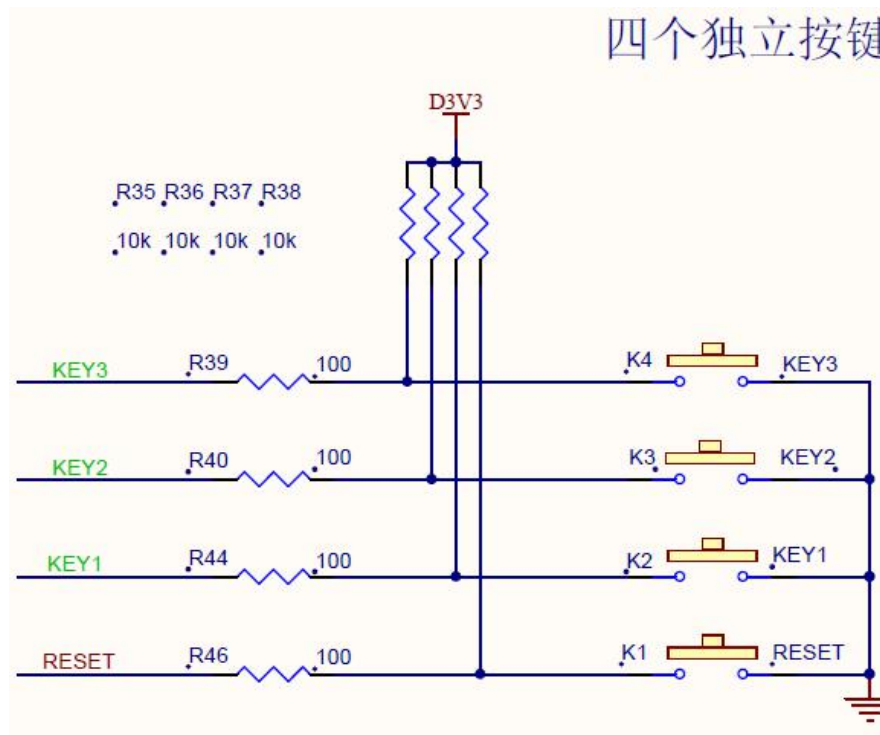 四个独立按键
D3V3
R35 R36 R37 R38
10k 10k 10k 10k
KEY3 R39 100 K4 KEY3
KEY2 R40 100 K3 KEY2
KEY1 R44 100 K2 KEY1
RESET R46 100 K1 RESET